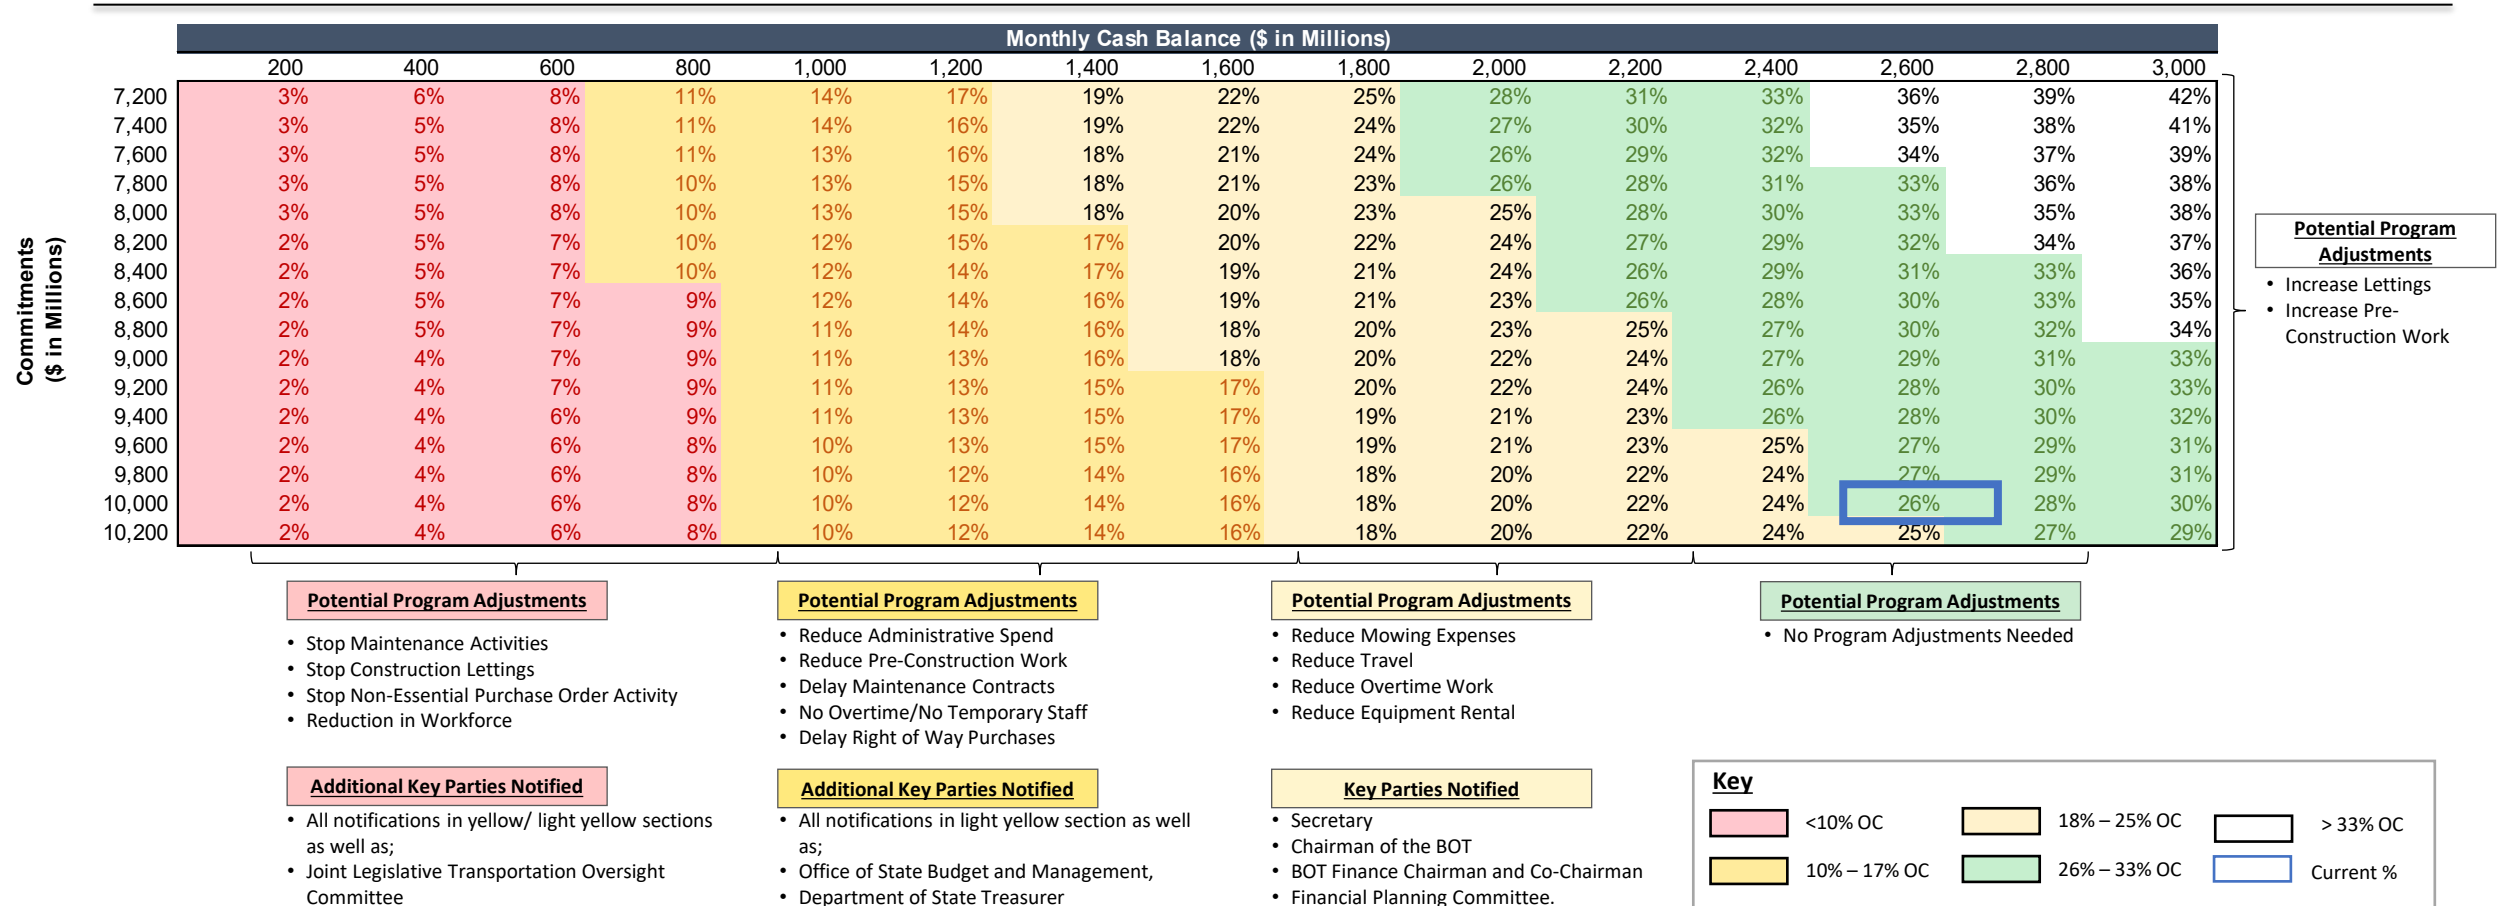 Monthly Cash Balance ($ in Millions)
200 400 600 800 1,000 1,200 1,400 1,600 1,800 2,000 2,200 2,400 2,600 2,800 3,000
Commitments
($ in Millions)
7,200 3% 6% 8% 11% 14% 17% 19% 22% 25% 28% 31% 33% 36% 39% 42%
7,400 3% 5% 8% 11% 14% 16% 19% 22% 24% 27% 30% 32% 35% 38% 41%
7,600 3% 5% 8% 11% 13% 16% 18% 21% 24% 26% 29% 32% 34% 37% 39%
7,800 3% 5% 8% 10% 13% 15% 18% 21% 23% 26% 28% 31% 33% 36% 38%
8,000 3% 5% 8% 10% 13% 15% 18% 20% 23% 25% 28% 30% 33% 35% 38%
8,200 2% 5% 7% 10% 12% 15% 17% 20% 22% 24% 27% 29% 32% 34% 37%
8,400 2% 5% 7% 10% 12% 14% 17% 19% 21% 24% 26% 29% 31% 33% 36%
8,600 2% 5% 7% 9% 12% 14% 16% 19% 21% 23% 26% 28% 30% 33% 35%
8,800 2% 5% 7% 9% 11% 14% 16% 18% 20% 23% 25% 27% 30% 32% 34%
9,000 2% 4% 7% 9% 11% 13% 16% 18% 20% 22% 24% 27% 29% 31% 33%
9,200 2% 4% 7% 9% 11% 13% 15% 17% 20% 22% 24% 26% 28% 30% 33%
9,400 2% 4% 6% 9% 11% 13% 15% 17% 19% 21% 23% 26% 28% 30% 32%
9,600 2% 4% 6% 8% 10% 13% 15% 17% 19% 21% 23% 25% 27% 29% 31%
9,800 2% 4% 6% 8% 10% 12% 14% 16% 18% 20% 22% 24% 27% 29% 31%
10,000 2% 4% 6% 8% 10% 12% 14% 16% 18% 20% 22% 24% 26% 28% 30%
10,200 2% 4% 6% 8% 10% 12% 14% 16% 18% 20% 22% 24% 25% 27% 29%
Potential Program
Adjustments
• Increase Lettings
• Increase Pre-
Construction Work
Potential Program Adjustments
• Stop Maintenance Activities
• Stop Construction Lettings
• Stop Non-Essential Purchase Order Activity
• Reduction in Workforce
Potential Program Adjustments
• Reduce Administrative Spend
• Reduce Pre-Construction Work
• Delay Maintenance Contracts
• No Overtime/No Temporary Staff
• Delay Right of Way Purchases
Potential Program Adjustments
• Reduce Mowing Expenses
• Reduce Travel
• Reduce Overtime Work
• Reduce Equipment Rental
Potential Program Adjustments
• No Program Adjustments Needed
Additional Key Parties Notified
• All notifications in yellow/ light yellow sections
as well as;
• Joint Legislative Transportation Oversight
Committee
Additional Key Parties Notified
• All notifications in light yellow section as well
as;
• Office of State Budget and Management,
• Department of State Treasurer
Key Parties Notified
• Secretary
• Chairman of the BOT
• BOT Finance Chairman and Co-Chairman
• Financial Planning Committee.
Key
<10% OC
18% – 25% OC
> 33% OC
10% – 17% OC
26% – 33% OC
Current %